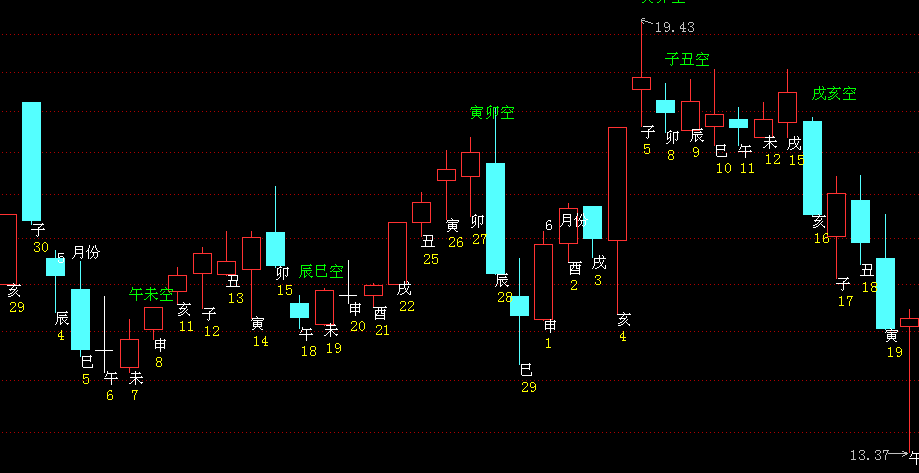 19.43
子丑空
戌亥空
寅卯空
子
5
卯
8
辰
9
巳
10
午
11
未
12
戌
15
亥
29
子
30
5 月份
辰
4
巳
5
午
6
午未空
未
7
申
8
亥
11
子
12
丑
13
寅
14
卯
15
辰巳空
午
18
未
19
申
20
酉
21
戌
22
丑
25
寅
26
卯
27
辰
28
巳
29
6 月份
申
1
酉
2
戌
3
亥
4
亥
16
子
17
丑
18
寅
19
13.37
午